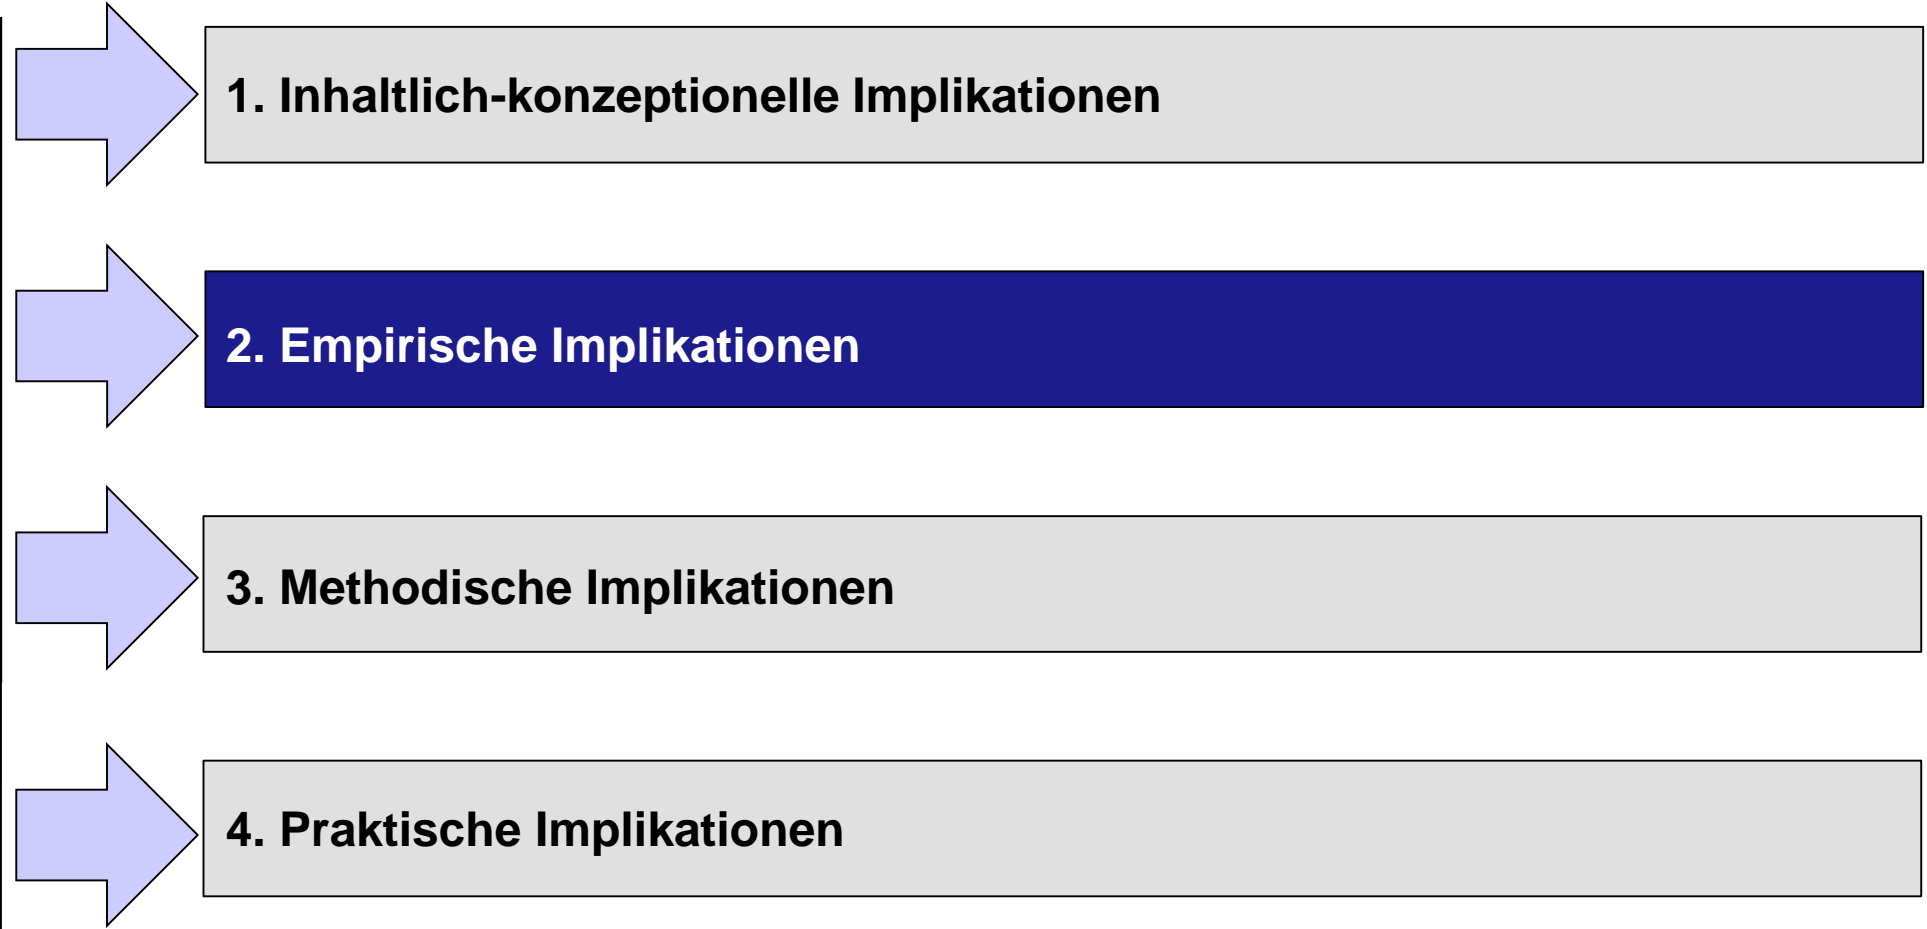 1. Inhaltlich-konzeptionelle Implikationen
2. Empirische Implikationen
3. Methodische Implikationen
4. Praktische Implikationen